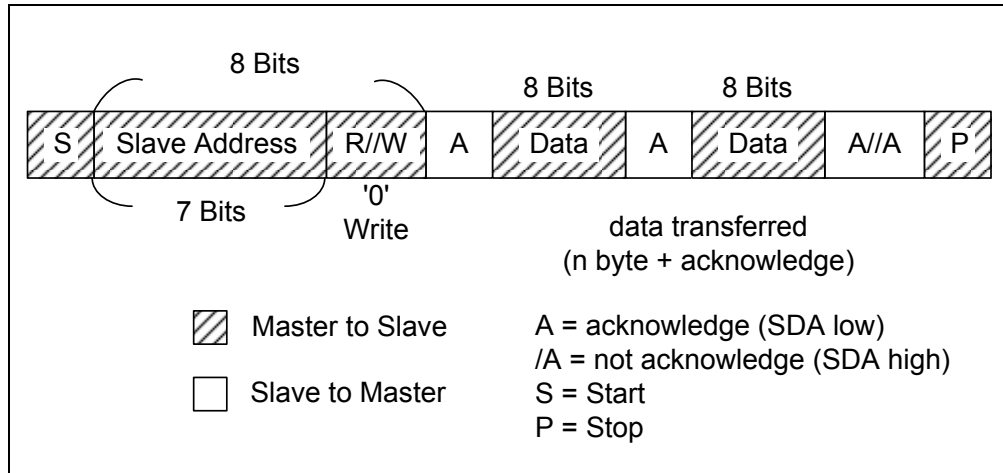 8 Bits
8 Bits 8 Bits
S Slave Address R//W A Data A Data A//A P
7 Bits
'0'
Write
data transferred
(n byte + acknowledge)
Master to Slave
Slave to Master
A = acknowledge (SDA low)
/A = not acknowledge (SDA high)
S = Start
P = Stop